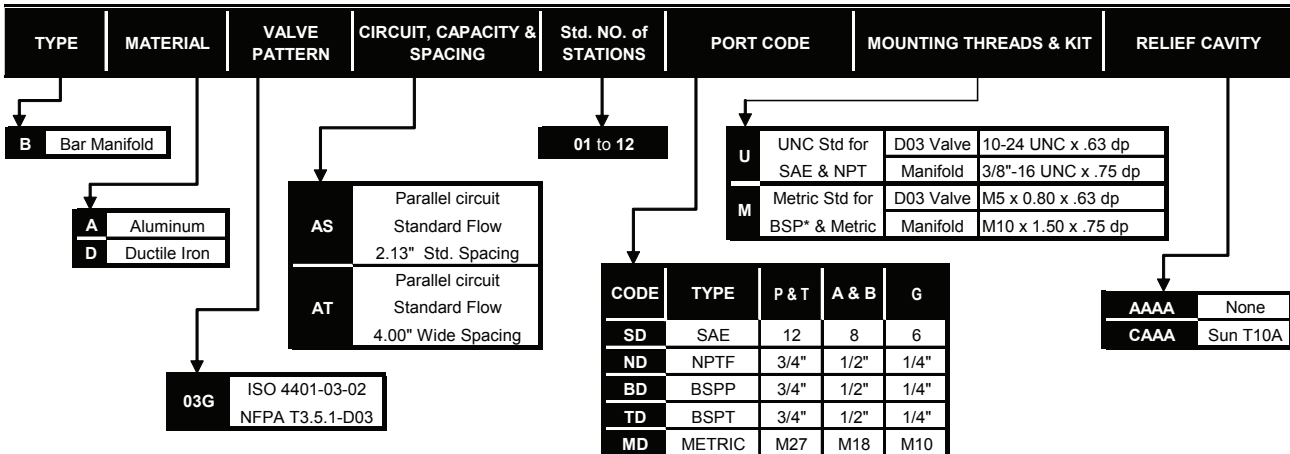 TYPE
MATERIAL
VALVE
PATTERN
CIRCUIT, CAPACITY &
SPACING
Std. NO. of
STATIONS
PORT CODE
MOUNTING THREADS & KIT
RELIEF CAVITY
B Bar Manifold
A Aluminum
D Ductile Iron
03G
ISO 4401-03-02
NFPA T3.5.1-D03
AS
Parallel circuit
Standard Flow
2.13" Std. Spacing
AT
Parallel circuit
Standard Flow
4.00" Wide Spacing
01 to 12
CODE TYPE P & T A & B G
SD SAE 12 8 6
ND NPTF 3/4" 1/2" 1/4"
BD BSPP 3/4" 1/2" 1/4"
TD BSPT 3/4" 1/2" 1/4"
MD METRIC M27 M18 M10
U
UNC Std for D03 Valve 10-24 UNC x .63 dp
SAE & NPT Manifold 3/8"-16 UNC x .75 dp
M
Metric Std for D03 Valve M5 x 0.80 x .63 dp
BSP* & Metric Manifold M10 x 1.50 x .75 dp
AAAA None
CAAA Sun T10A